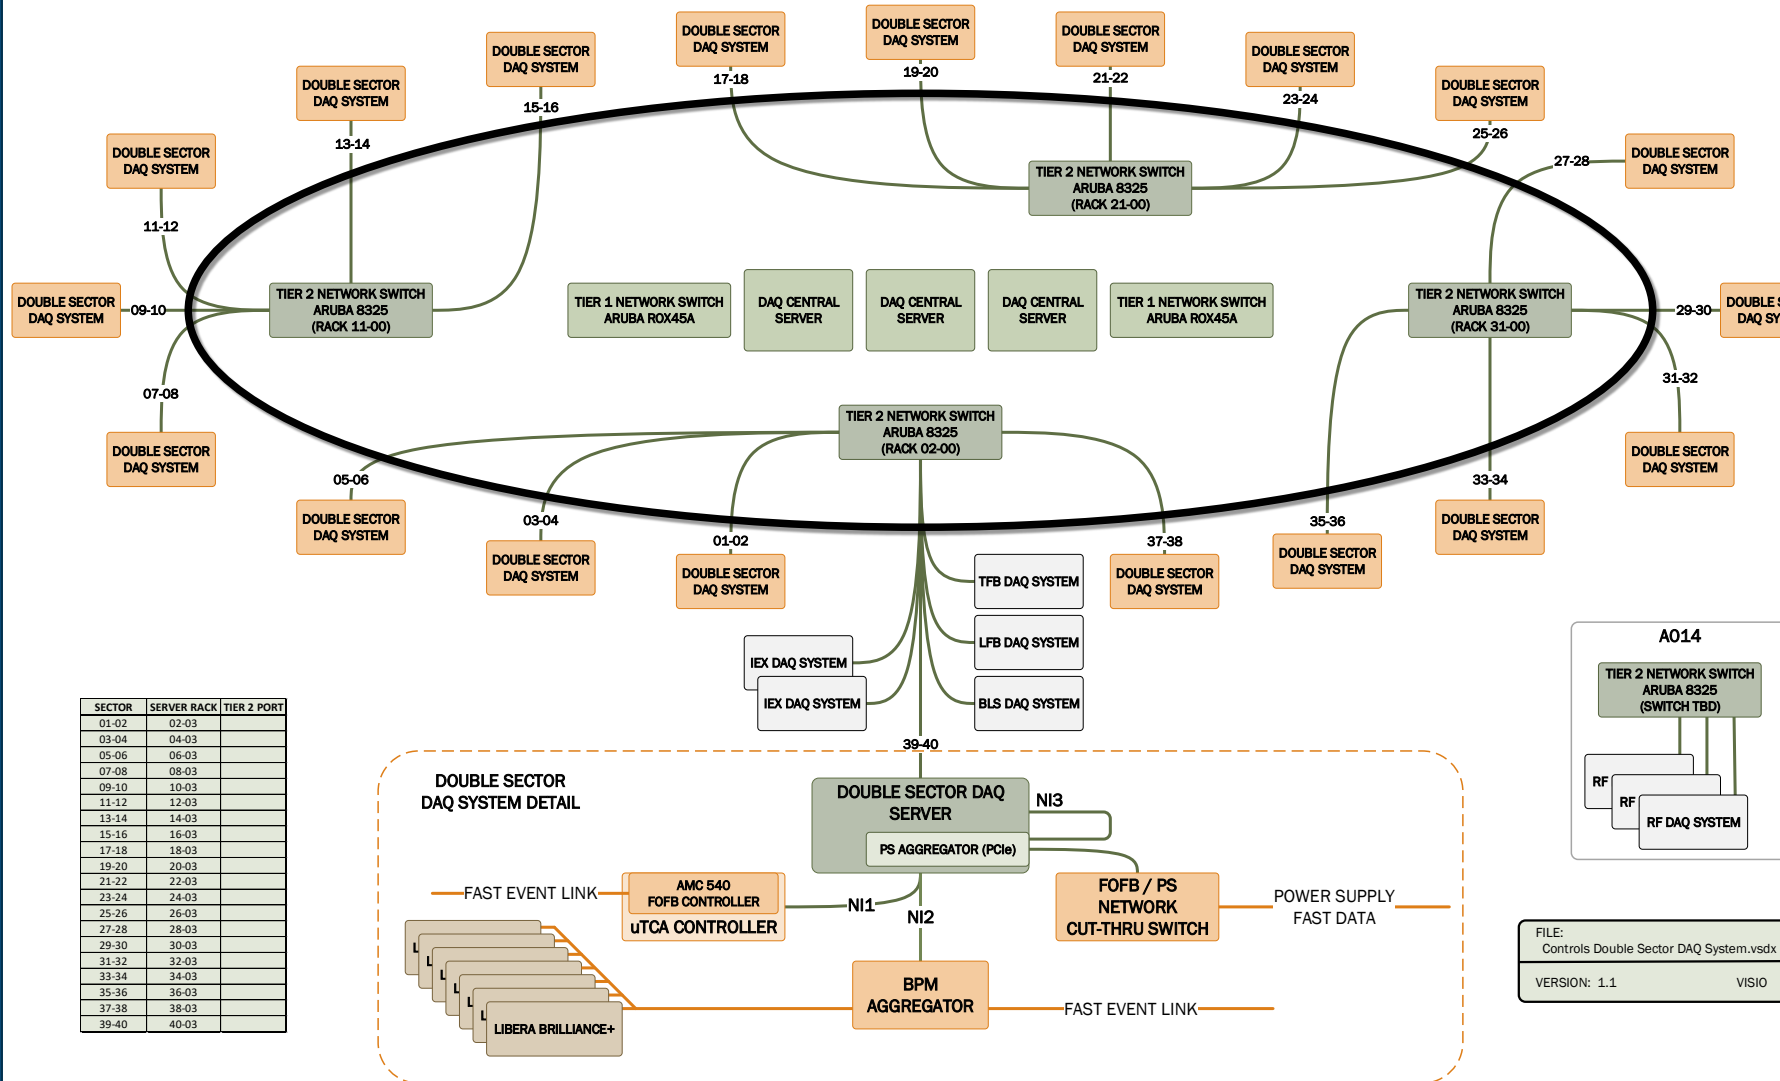 DOUBLE SECTOR
DAQ SYSTEM
19-20
DOUBLE SECTOR
DAQ SYSTEM
17-18
DOUBLE SECTOR
DAQ SYSTEM
21-22
DOUBLE SECTOR
DAQ SYSTEM
15-16
DOUBLE SECTOR
DAQ SYSTEM
23-24
DOUBLE SECTOR
DAQ SYSTEM
13-14
DOUBLE SECTOR
DAQ SYSTEM
25-26
DOUBLE SECTOR
DAQ SYSTEM
11-12
27-28
DOUBLE SECTOR
DAQ SYSTEM
TIER 2 NETWORK SWITCH
ARUBA 8325
(RACK 21-00)
DOUBLE SECTOR
DAQ SYSTEM
09-10
TIER 2 NETWORK SWITCH
ARUBA 8325
(RACK 11-00)
TIER 1 NETWORK SWITCH
ARUBA ROX45A
DAQ CENTRAL
SERVER
DAQ CENTRAL
SERVER
DAQ CENTRAL
SERVER
TIER 1 NETWORK SWITCH
ARUBA ROX45A
TIER 2 NETWORK SWITCH
ARUBA 8325
(RACK 31-00)
29-30
DOUBLE
07-08
DOUBLE SECTOR
DAQ SYSTEM
31-32
DOUBLE SECTOR
DAQ SYSTEM
TIER 2 NETWORK SWITCH
ARUBA 8325
(RACK 02-00)
05-06
DOUBLE SECTOR
DAQ SYSTEM
03-04
DOUBLE SECTOR
DAQ SYSTEM
01-02
DOUBLE SECTOR
DAQ SYSTEM
37-38
DOUBLE SECTOR
DAQ SYSTEM
35-36
DOUBLE SECTOR
DAQ SYSTEM
33-34
DOUBLE SECTOR
DAQ SYSTEM
TFB DAQ SYSTEM
LFB DAQ SYSTEM
BLS DAQ SYSTEM
IEX DAQ SYSTEM
IEX DAQ SYSTEM
39-40
A014
TIER 2 NETWORK SWITCH
ARUBA 8325
(SWITCH TBD)
RF
RF
RF DAQ SYSTEM
SECTOR SERVER RACK TIER 2 PORT
01-02 02-03
03-04 04-03
05-06 06-03
07-08 08-03
09-10 10-03
11-12 12-03
13-14 14-03
15-16 16-03
17-18 18-03
19-20 20-03
21-22 22-03
23-24 24-03
25-26 26-03
27-28 28-03
29-30 30-03
31-32 32-03
33-34 34-03
35-36 36-03
37-38 38-03
39-40 40-03
DOUBLE SECTOR
DAQ SYSTEM DETAIL
DOUBLE SECTOR DAQ
SERVER
PS AGGREGATOR (PCIe)
NI3
FAST EVENT LINK
AMC 540
FOFB CONTROLLER
uTCA CONTROLLER
NI1
NI2
FOFB / PS
NETWORK
CUT-THRU SWITCH
POWER SUPPLY
FAST DATA
LIBERA BRILLIANCE+
BPM
AGGREGATOR
FAST EVENT LINK
FILE:
Controls Double Sector DAQ System.vsdx
VERSION: 1.1 VISIO